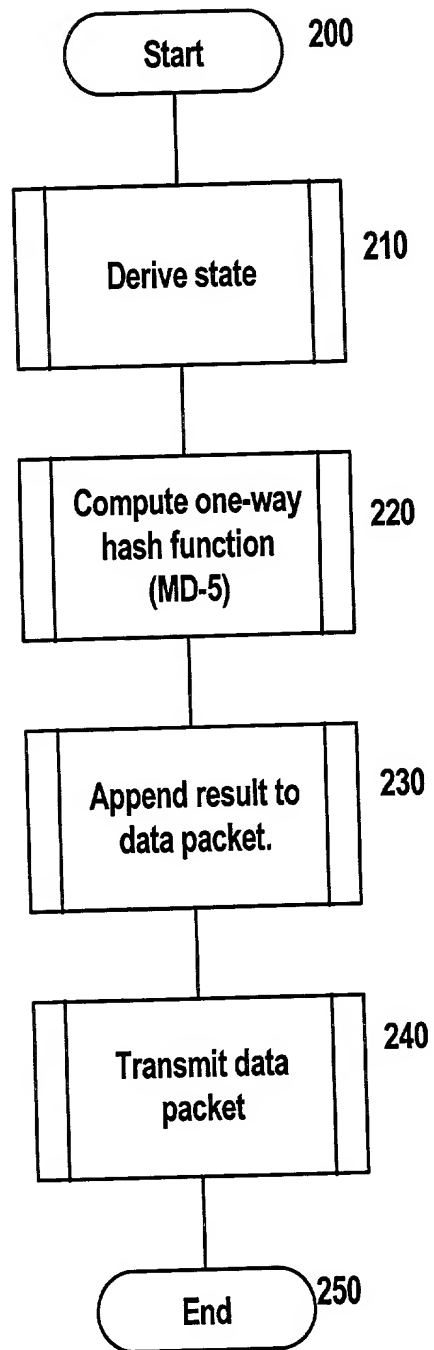 Start
200
Derive state
210
Compute one-way
hash function
(MD-5)
220
Append result to
data packet.
230
Transmit data
packet
240
End
250